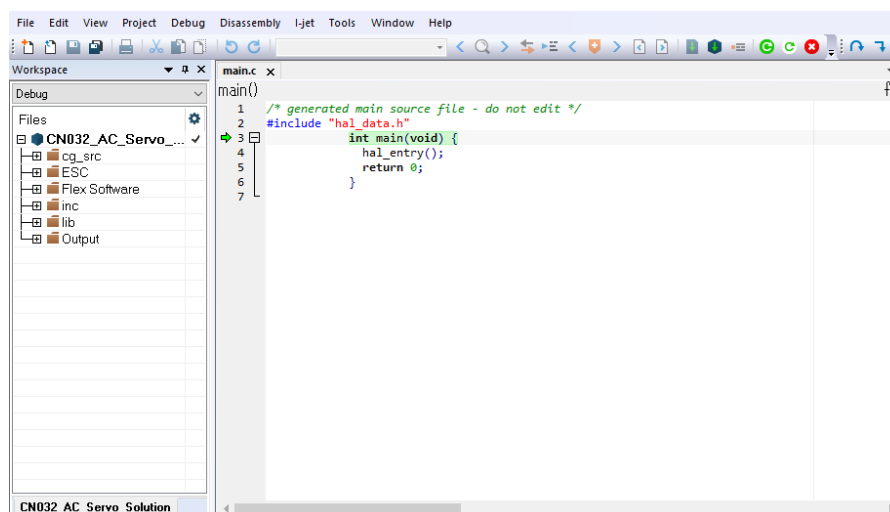 File Edit View Project Debug Disassembly I-jet Tools Window Help
Workspace
main.c
Debug
main()
f
Files
CN032_AC_Servo_...
cg_src
ESC
Flex Software
inc
lib
Output
1 /* generated main source file - do not edit */
2 #include "hal_data.h"
3 int main(void) {
4 hal_entry();
5 return 0;
6 }
7
CN032_AC_Servo_Solution